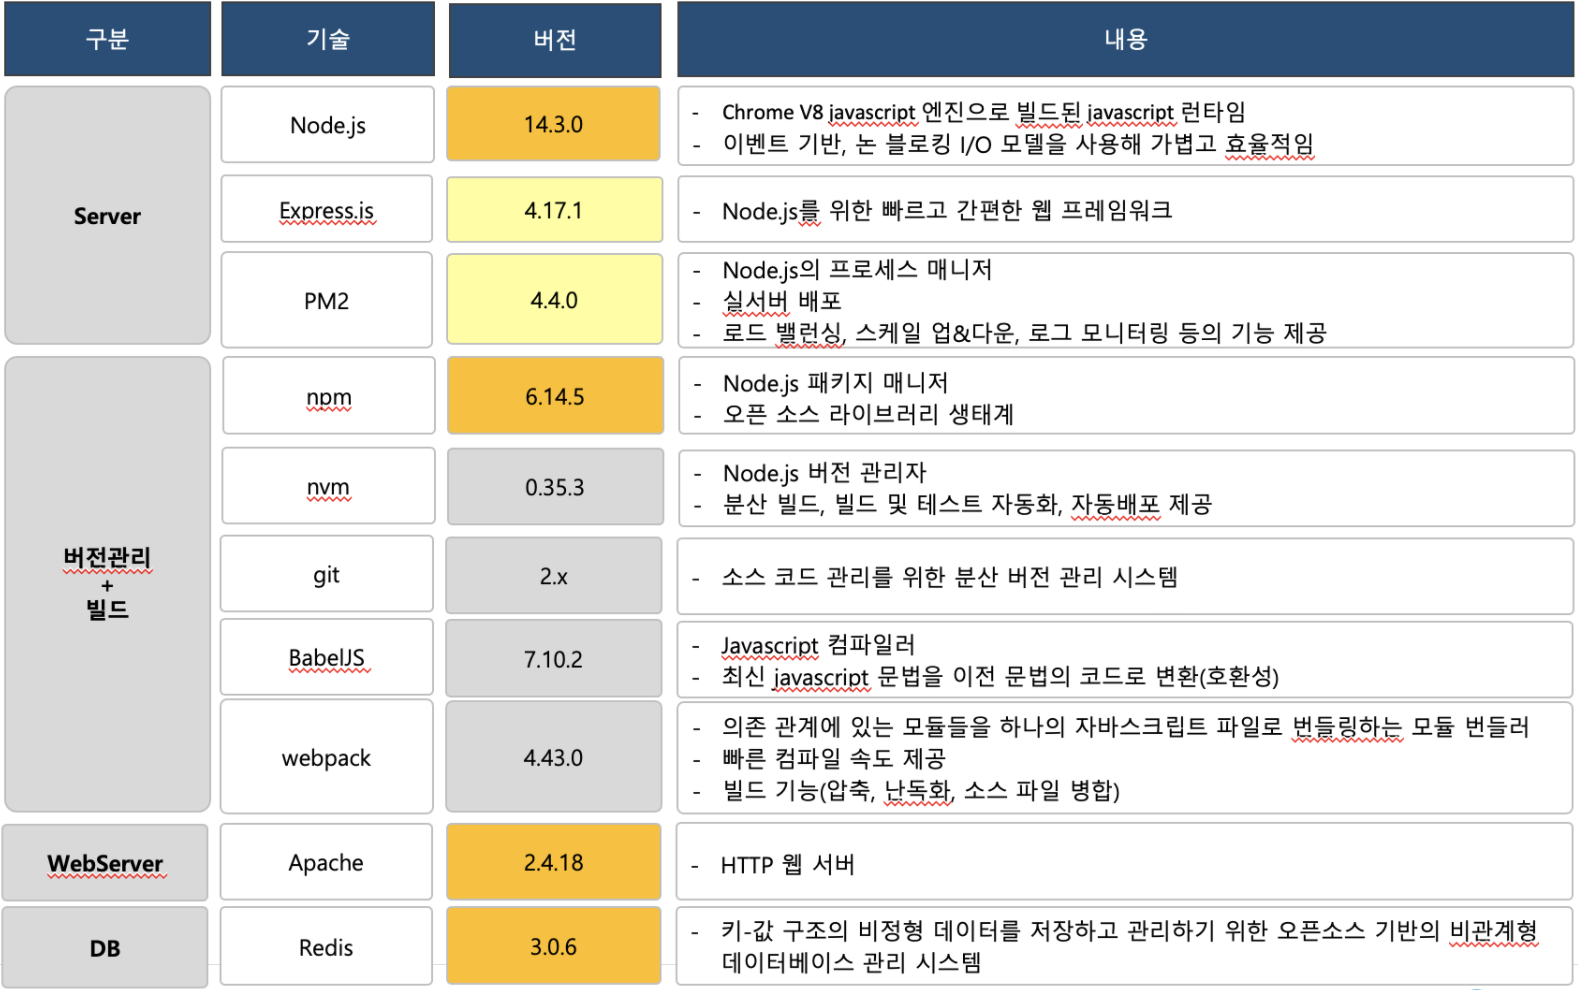 구분 기술 버전 내용
Server
Node.js 14.3.0
- Chrome V8 javascript 엔진으로 빌드된 javascript 런타임
- 이벤트 기반, 논 블로킹 I/O 모델을 사용해 가볍고 효율적임
Express.js 4.17.1
- Node.js를 위한 빠르고 간편한 웹 프레임워크
PM2 4.4.0
- Node.js의 프로세스 매니저
- 실서버 배포
- 로드 밸런싱, 스케일 업&다운, 로그 모니터링 등의 기능 제공
버전관리
+
빌드
npm 6.14.5
- Node.js 패키지 매니저
- 오픈 소스 라이브러리 생태계
nvm 0.35.3
- Node.js 버전 관리자
- 분산 빌드, 빌드 및 테스트 자동화, 자동배포 제공
git 2.x
- 소스 코드 관리를 위한 분산 버전 관리 시스템
BabelJS 7.10.2
- Javascript 컴파일러
- 최신 javascript 문법을 이전 문법의 코드로 변환(호환성)
webpack 4.43.0
- 의존 관계에 있는 모듈들을 하나의 자바스크립트 파일로 번들링하는 모듈 번들러
- 빠른 컴파일 속도 제공
- 빌드 기능(압축, 난독화, 소스 파일 병합)
WebServer
Apache 2.4.18
- HTTP 웹 서버
DB
Redis 3.0.6
- 키-값 구조의 비정형 데이터를 저장하고 관리하기 위한 오픈소스 기반의 비관계형
데이터베이스 관리 시스템